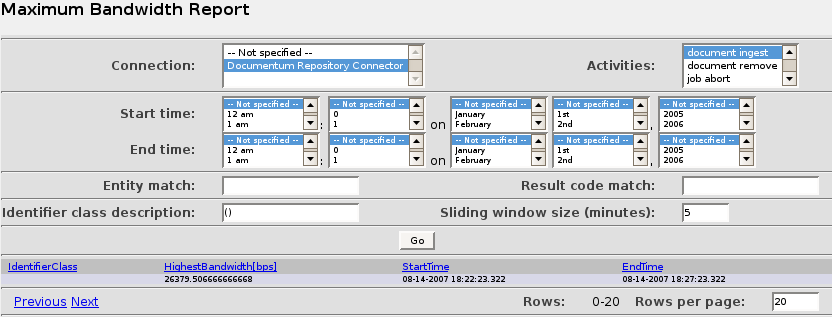 Maximum Bandwidth Report
Connection: -- Not specified -- Activities: document ingest
Documentum Repository Connector document remove
job abort
Start time: -- Not specified -- : -- Not specified -- on -- Not specified -- -- Not specified -- , -- Not specified --
12 am 0 January 1st 2005
1 am 1 February 2nd 2006
End time: -- Not specified -- : -- Not specified -- on -- Not specified -- -- Not specified -- , -- Not specified --
12 am 0 January 1st 2005
1 am 1 February 2nd 2006
Entity match: Result code match:
Identifier class description: () Sliding window size (minutes): 5
Go
IdentifierClass HighestBandwidth[bps] StartTime EndTime
26379.506666666668 08-14-2007 18:22:23.322 08-14-2007 18:27:23.322
Previous Next Rows: 0-20 Rows per page: 20